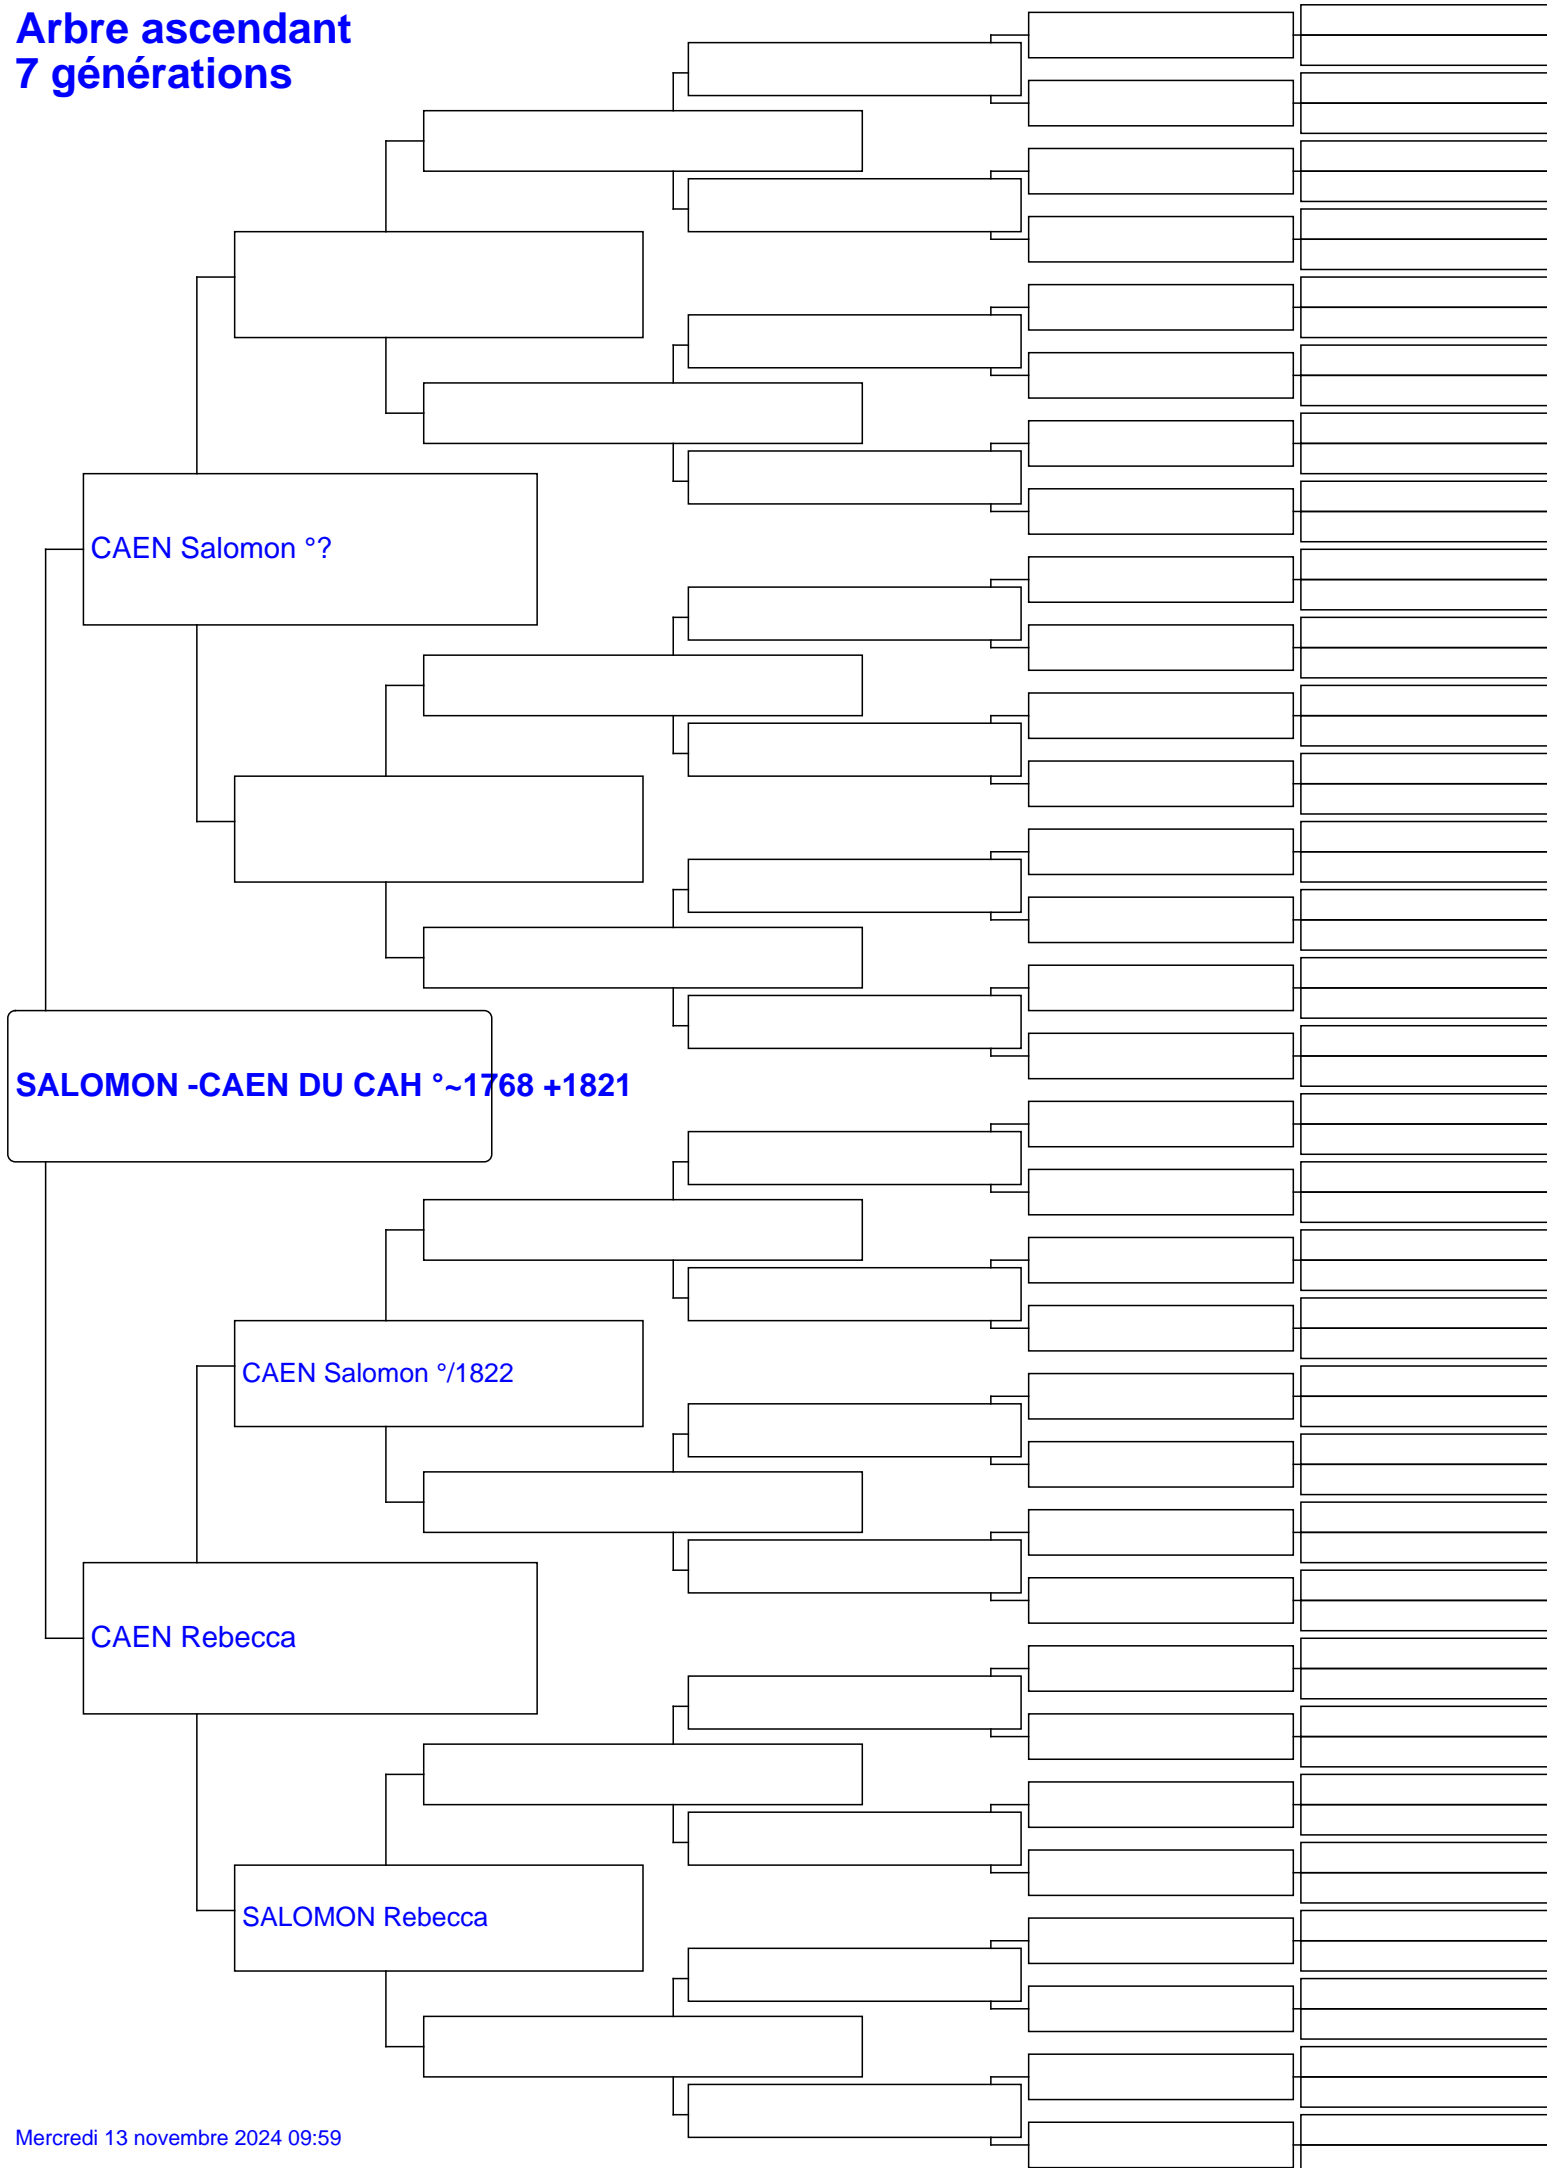 Arbre ascendant
7 générations
CAEN Salomon °?
SALOMON -CAEN DU CAH °~1768 +1821
CAEN Salomon °/1822
CAEN Rebecca
SALOMON Rebecca
Mercredi 13 novembre 2024 09:59